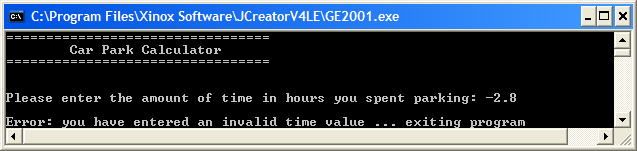 C:\Program Files\Xinox Software\JCreatorV4LE\GE2001.exe
=================================
Car Park Calculator
=================================
Please enter the amount of time in hours you spent parking: -2.8
Error: you have entered an invalid time value ... exiting program